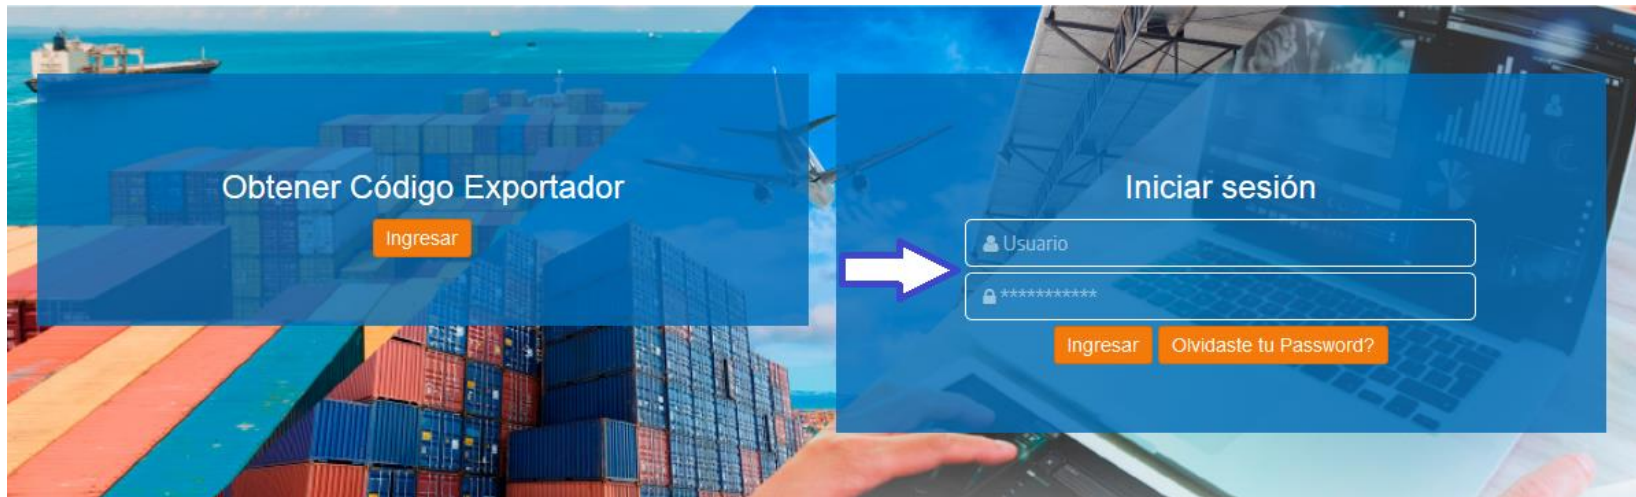 Obtener Código Exportador
Ingresar
Iniciar sesión
Usuario
***********
Ingresar
Olvidaste tu Password?